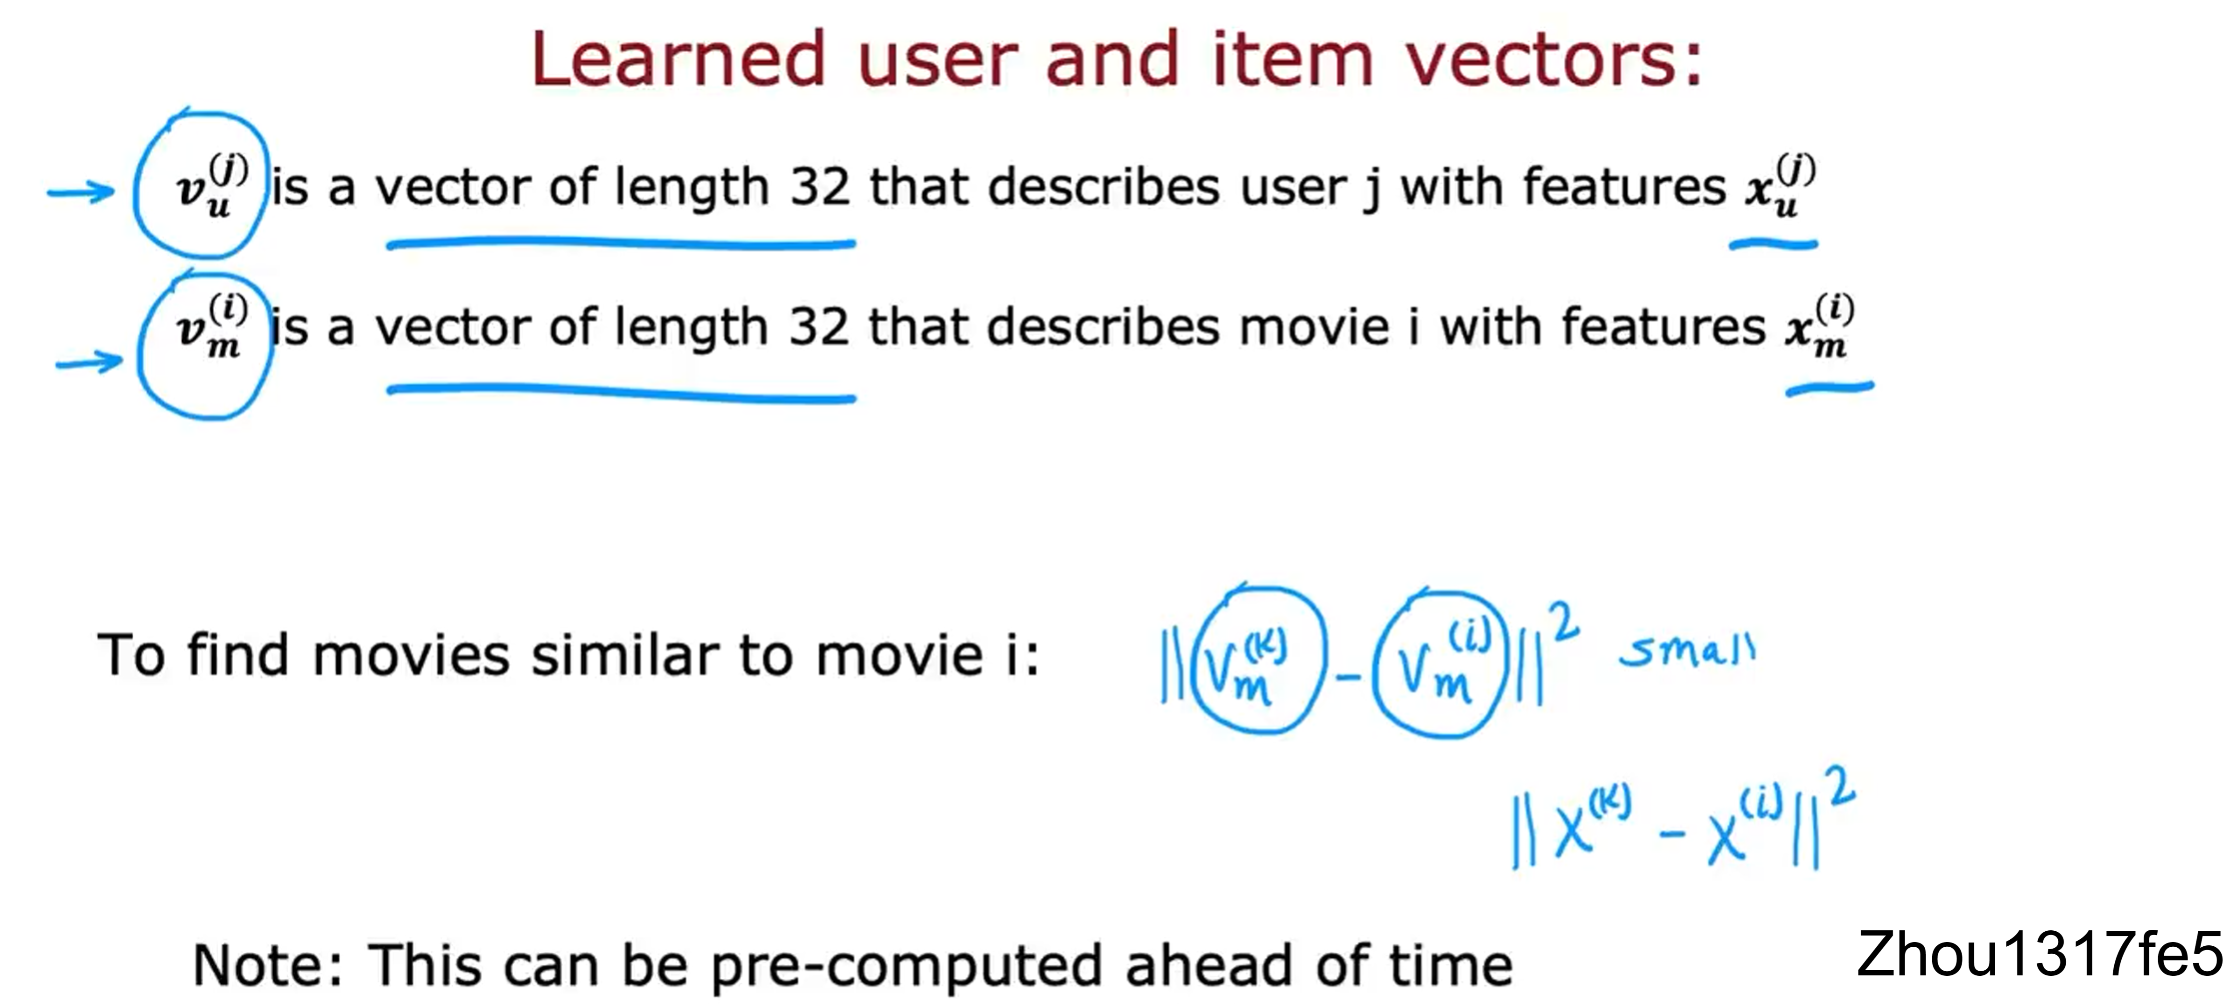 Learned user and item vectors:
v_u^(j) is a vector of length 32 that describes user j with features x_u^(j)
v_m^(i) is a vector of length 32 that describes movie i with features x_m^(i)
To find movies similar to movie i: ||v_m^(k) - v_m^(i)||^2 small
||x^(k) - x^(i)||^2
Note: This can be pre-computed ahead of time
Zhou1317fe5